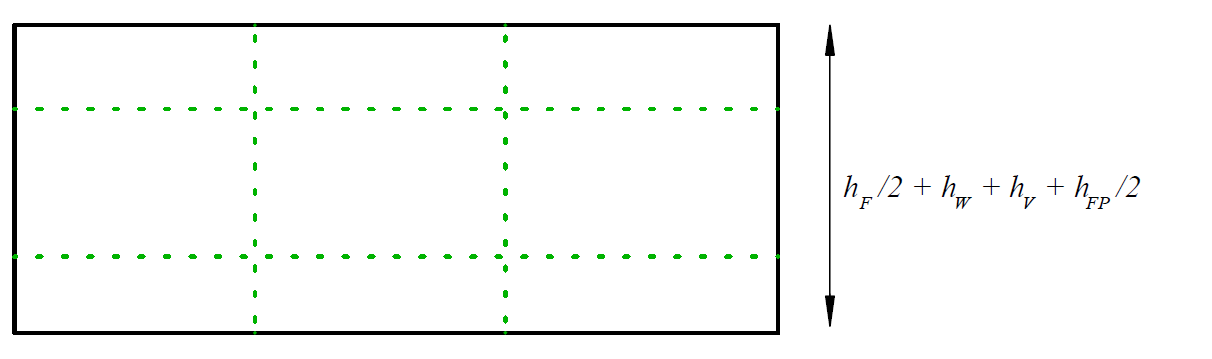 h_F /2 + h_W + h_V + h_FP /2